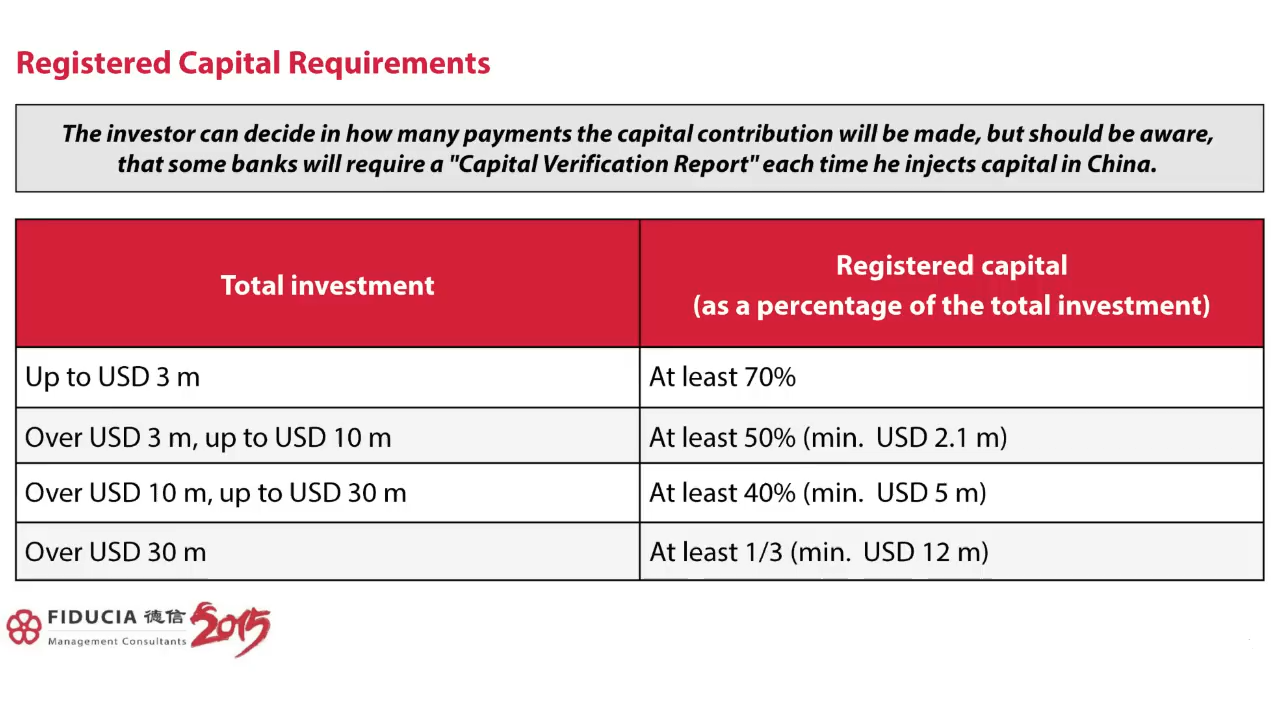 Registered Capital Requirements
The investor can decide in how many payments the capital contribution will be made, but should be aware,
that some banks will require a "Capital Verification Report" each time he injects capital in China.
Total investment
Registered capital
(as a percentage of the total investment)
Up to USD 3 m
At least 70%
Over USD 3 m, up to USD 10 m
At least 50% (min. USD 2.1 m)
Over USD 10 m, up to USD 30 m
At least 40% (min. USD 5 m)
Over USD 30 m
At least 1/3 (min. USD 12 m)
FIDUCIA 德信
Management Consultants
2015